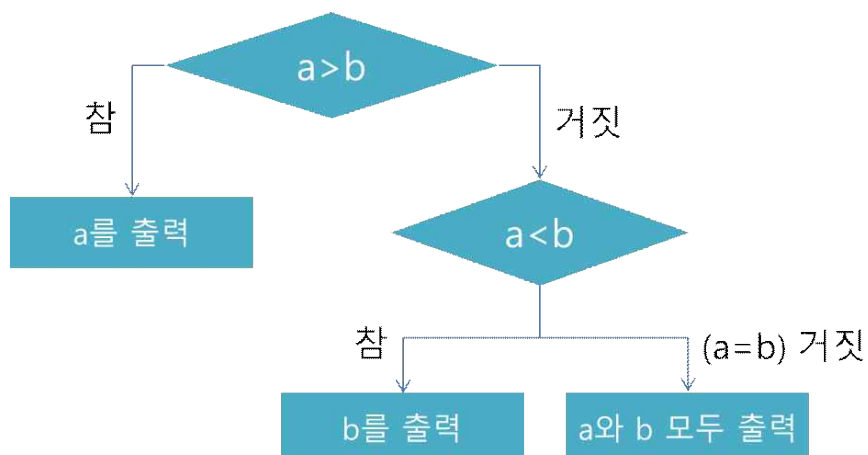 a>b
참
거짓
a를 출력
a<b
참
(a=b) 거짓
b를 출력
a와 b 모두 출력